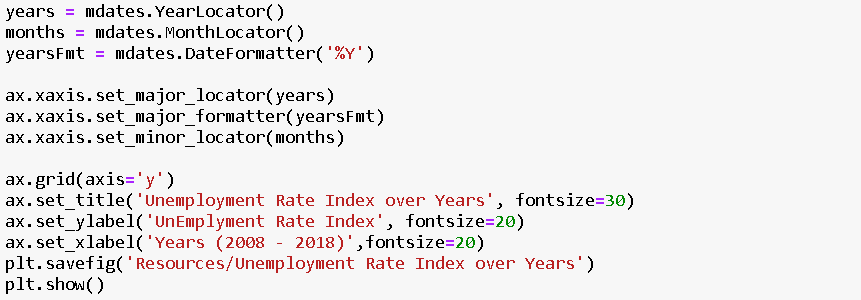 years = mdates.YearLocator()
months = mdates.MonthLocator()
yearsFmt = mdates.DateFormatter('%Y')
ax.xaxis.set_major_locator(years)
ax.xaxis.set_major_formatter(yearsFmt)
ax.xaxis.set_minor_locator(months)
ax.grid(axis='y')
ax.set_title('Unemployment Rate Index over Years', fontsize=30)
ax.set_ylabel('UnEmplyment Rate Index', fontsize=20)
ax.set_xlabel('Years (2008 - 2018)',fontsize=20)
plt.savefig('Resources/Unemployment Rate Index over Years')
plt.show()